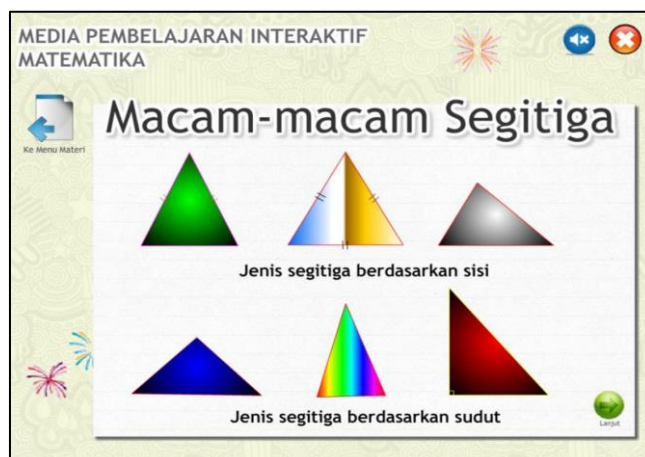 MEDIA PEMBELAJARAN INTERAKTIF
MATEMATIKA
Ke Menu Materi
Macam-macam Segitiga
Jenis segitiga berdasarkan sisi
Jenis segitiga berdasarkan sudut
Lanjut